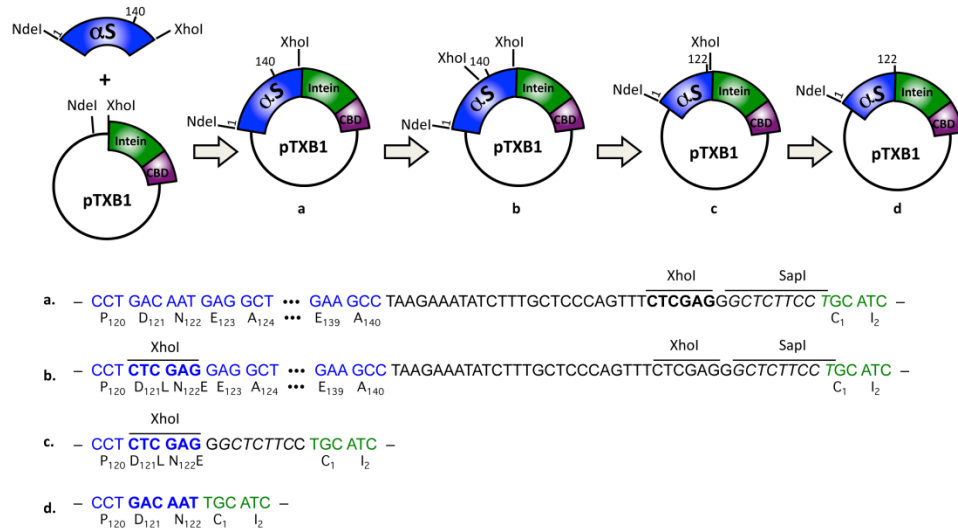 140
NdeI 1 αS XhoI
+
NdeI XhoI
Intein
CBD
pTXB1
XhoI
140
αS Intein
NdeI 1 CBD
pTXB1
a
XhoI
XhoI 140
αS Intein
NdeI 1 CBD
pTXB1
b
XhoI
122
αS Intein
NdeI 1 CBD
pTXB1
c
122
αS Intein
NdeI 1 CBD
pTXB1
d
XhoI SapI
a. – CCT GAC AAT GAG GCT ••• GAA GCC TAAGAAATATCTTTGCTCCCAGTTTCTCGAGGGCTCTTCC TGC ATC –
P120 D121 N122 E123 A124 ••• E139 A140 C1 I2
XhoI XhoI SapI
b. – CCT CTC GAG GAG GCT ••• GAA GCC TAAGAAATATCTTTGCTCCCAGTTTCTCGAGGGCTCTTCC TGC ATC –
P120 D121L N122E E123 A124 ••• E139 A140 C1 I2
XhoI
c. – CCT CTC GAG GGCTCTTCC TGC ATC –
P120 D121L N122E C1 I2
d. – CCT GAC AAT TGC ATC –
P120 D121 N122 C1 I2